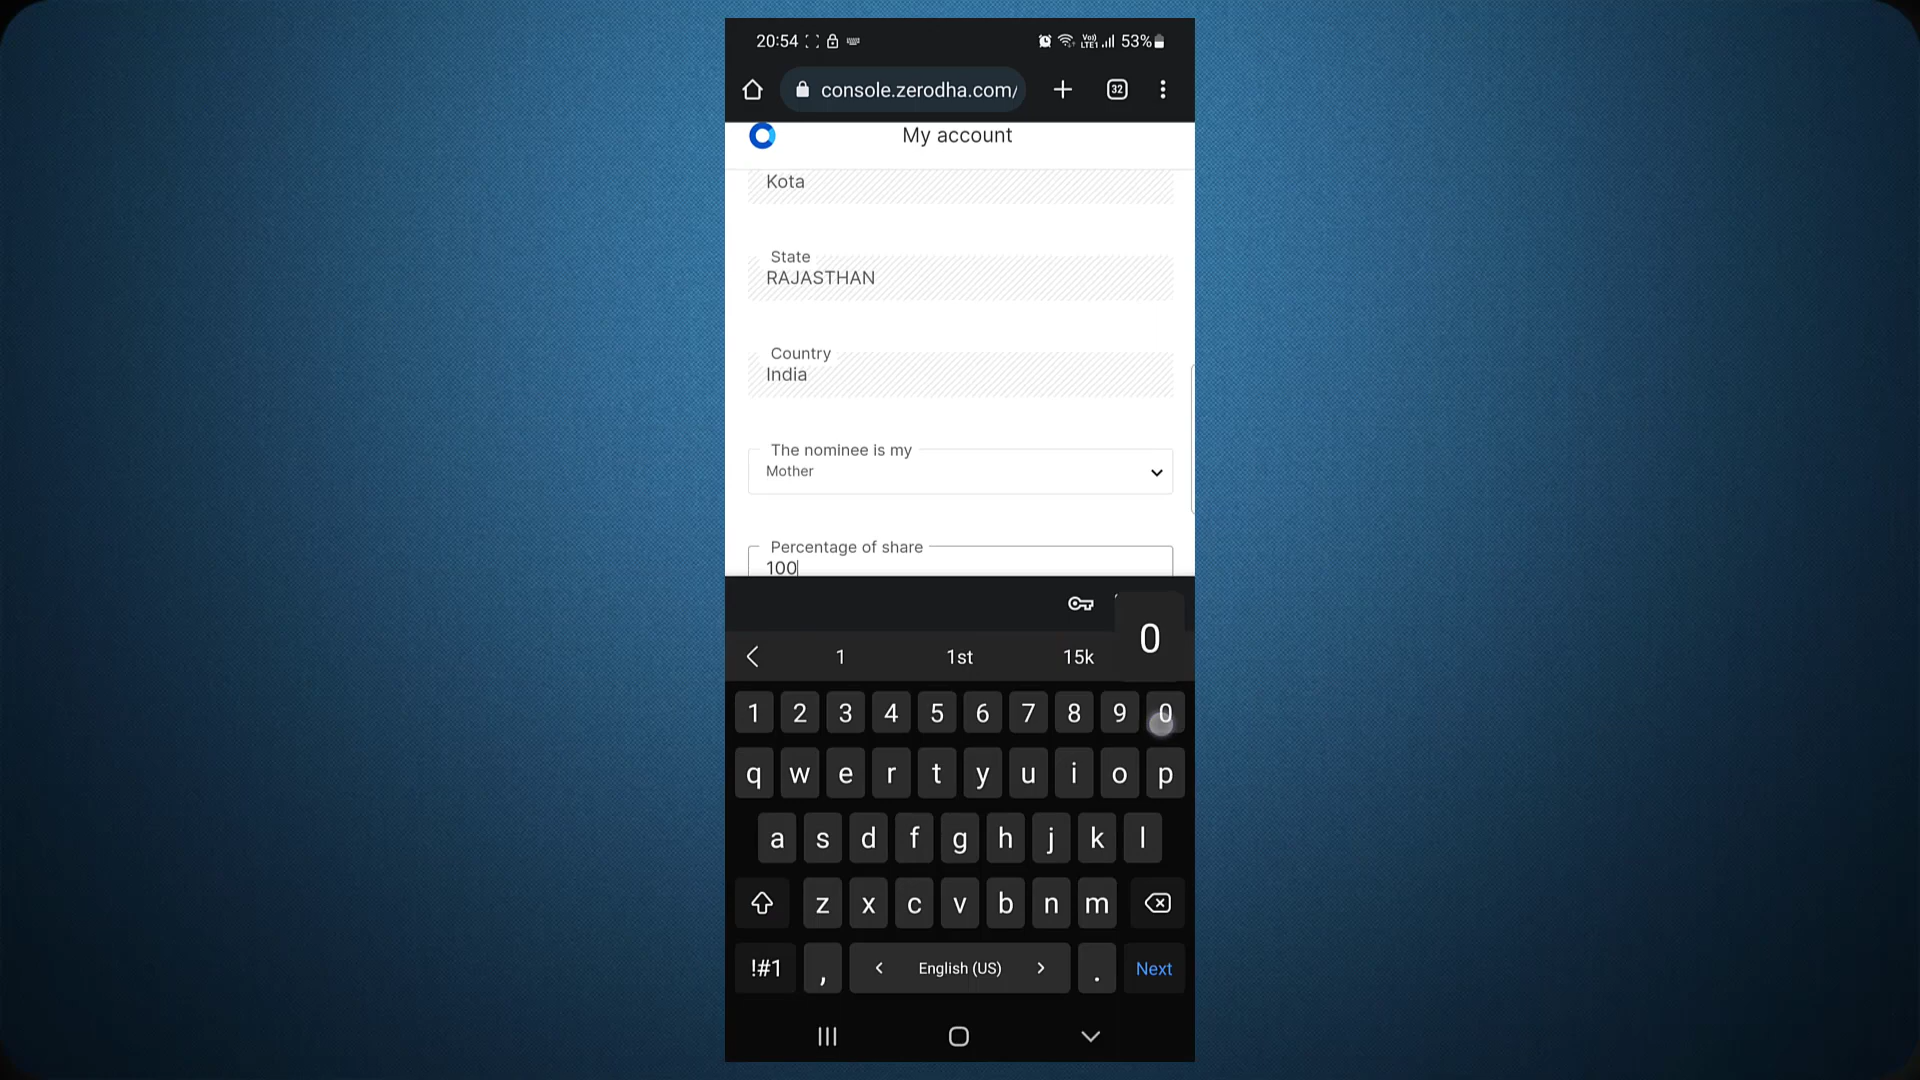 20:54 53%
console.zerodha.com/ 32
My account
Kota
State
RAJASTHAN
Country
India
The nominee is my
Mother
Percentage of share
100
0
1 1st 15k
1 2 3 4 5 6 7 8 9 0
q w e r t y u i o p
a s d f g h j k l
z x c v b n m
!#1 , < English (US) > . Next